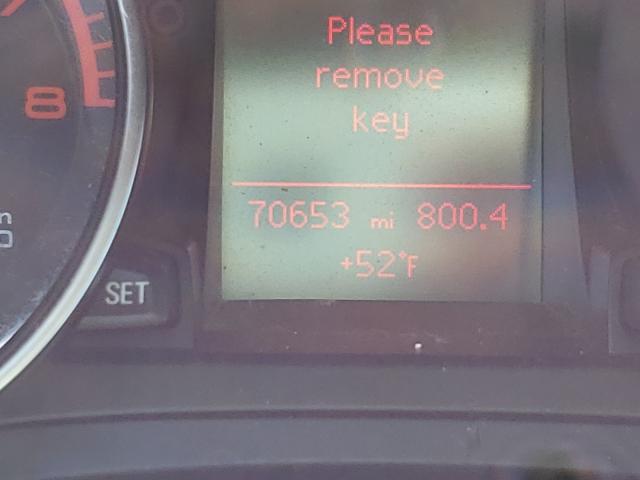 Please
remove
key
70653 mi 800.4
+52°F
8
SET